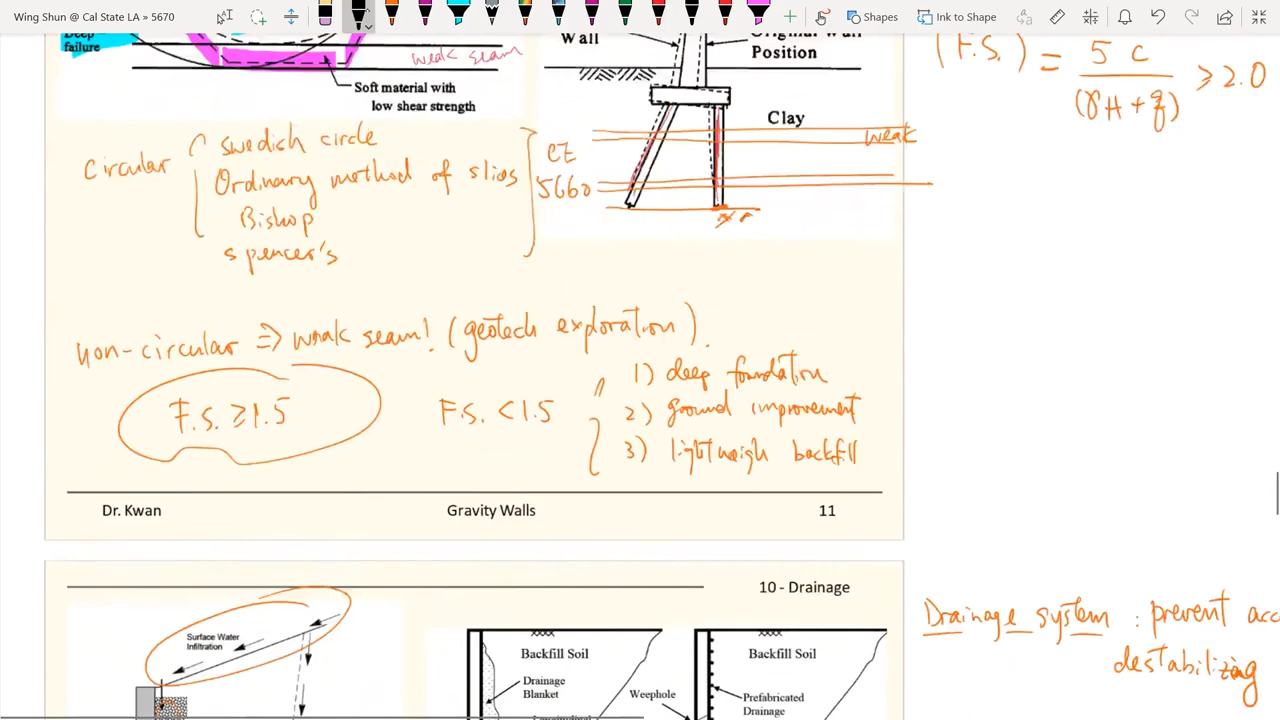 Wing Shun @ Cal State LA » 5670
Shapes
Ink to Shape
Deep
failure
weak seam
Soft material with
low shear strength
Wall
Original Wall
Position
Clay
weak
(F.S.) = 5 c / (γH + q) ≥ 2.0
circular
swedish circle
Ordinary method of slies
Bishop
spencer's
CE
5660
non-circular ⇒ weak seam! (geotech exploration).
F.S. ≥ 1.5
F.S. < 1.5
1) deep foundation
2) ground improvement
3) lightweigh backfill
Dr. Kwan
Gravity Walls
11
10 - Drainage
Surface Water
Infiltration
Backfill Soil
Drainage
Blanket
Weephole
Backfill Soil
Prefabricated
Drainage
Drainage system : prevent acc
destabilizing